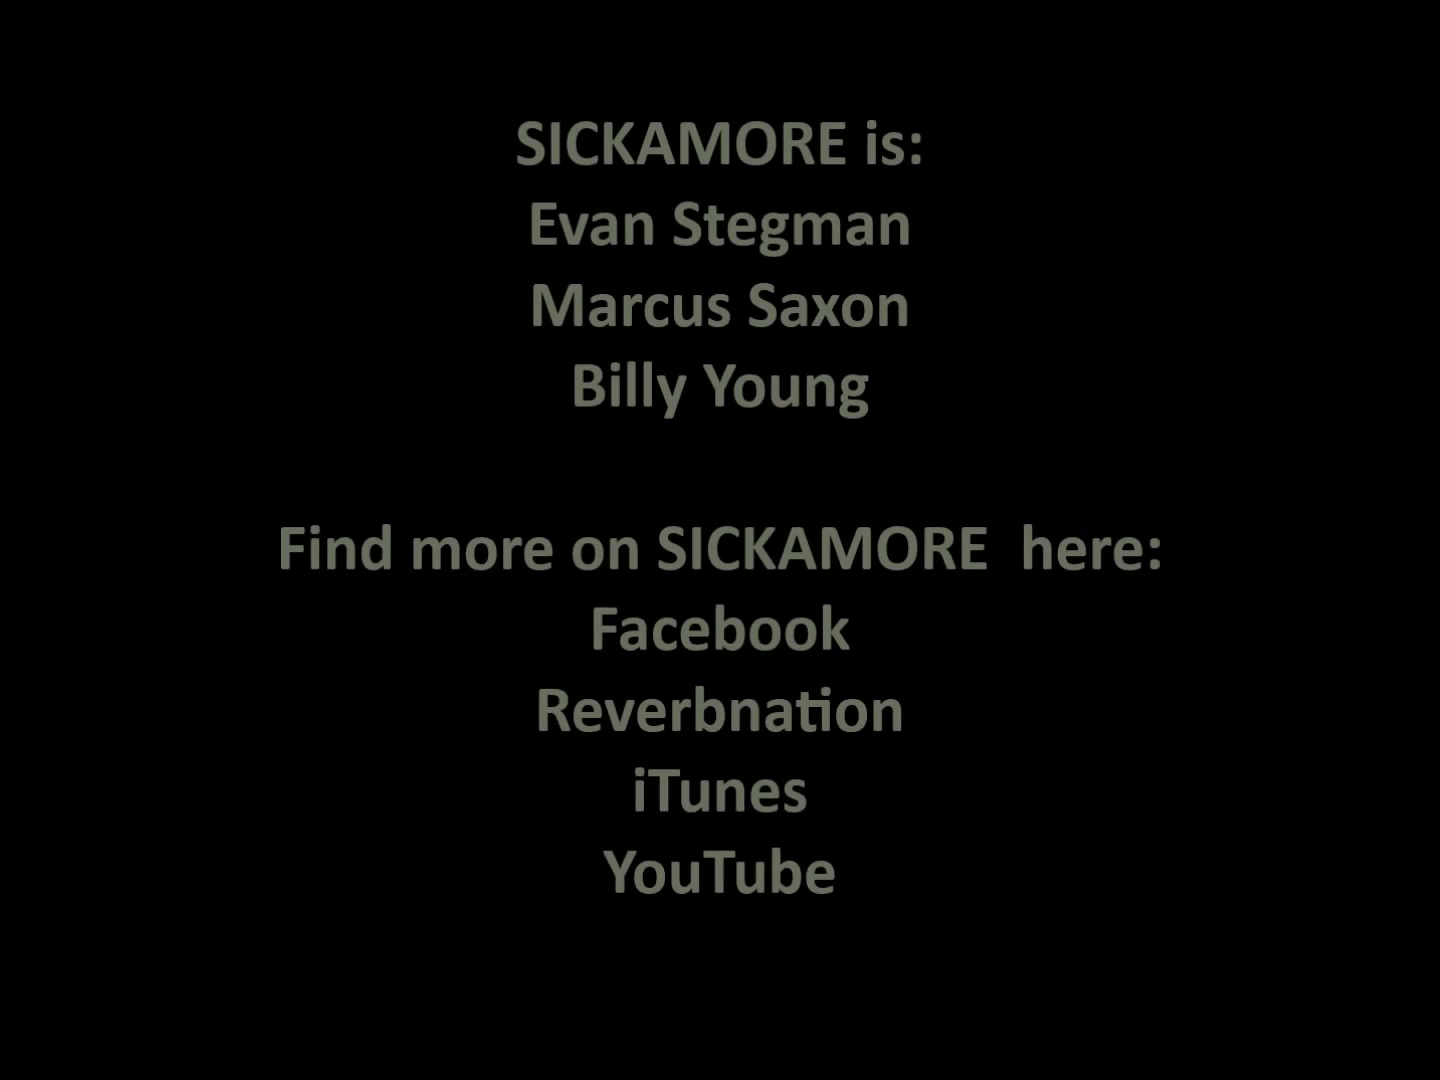 SICKAMORE is:
Evan Stegman
Marcus Saxon
Billy Young
Find more on SICKAMORE  here:
Facebook
Reverbnation
iTunes
YouTube